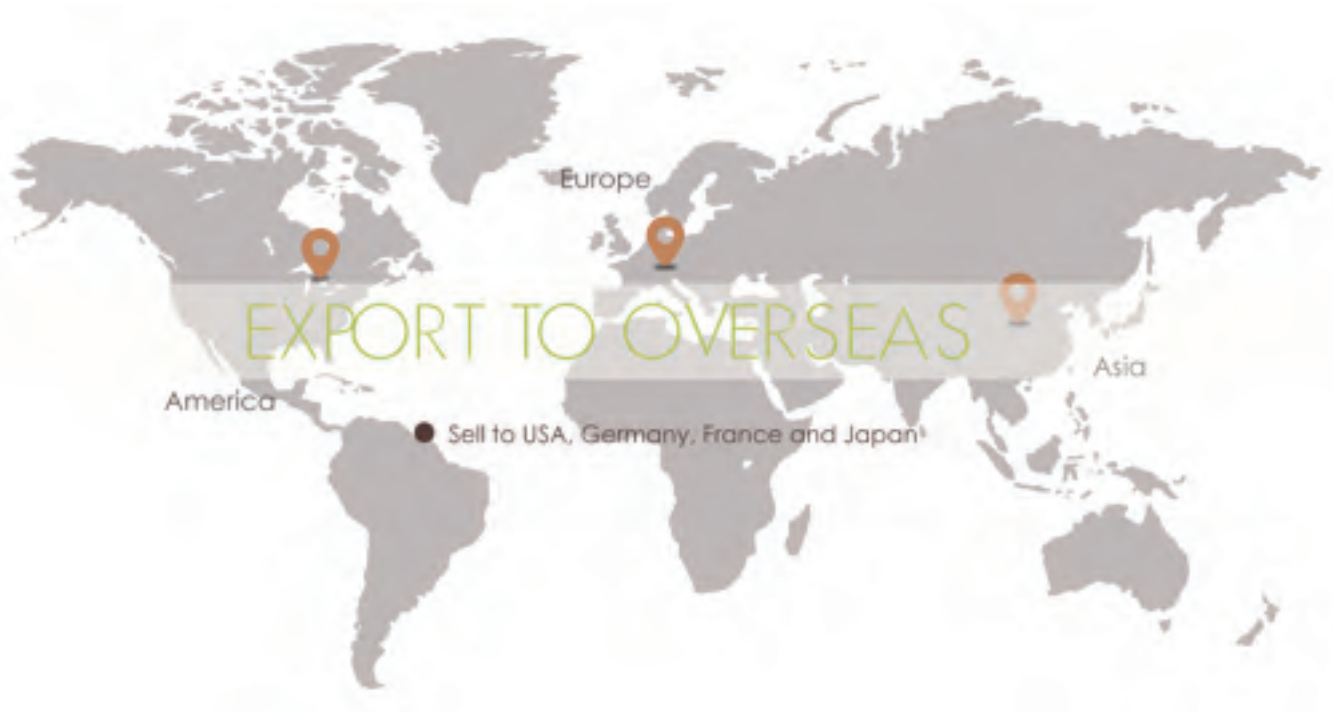 Europe
EXPORT TO OVERSEAS
Asia
America
Sell to USA, Germany, France and Japan